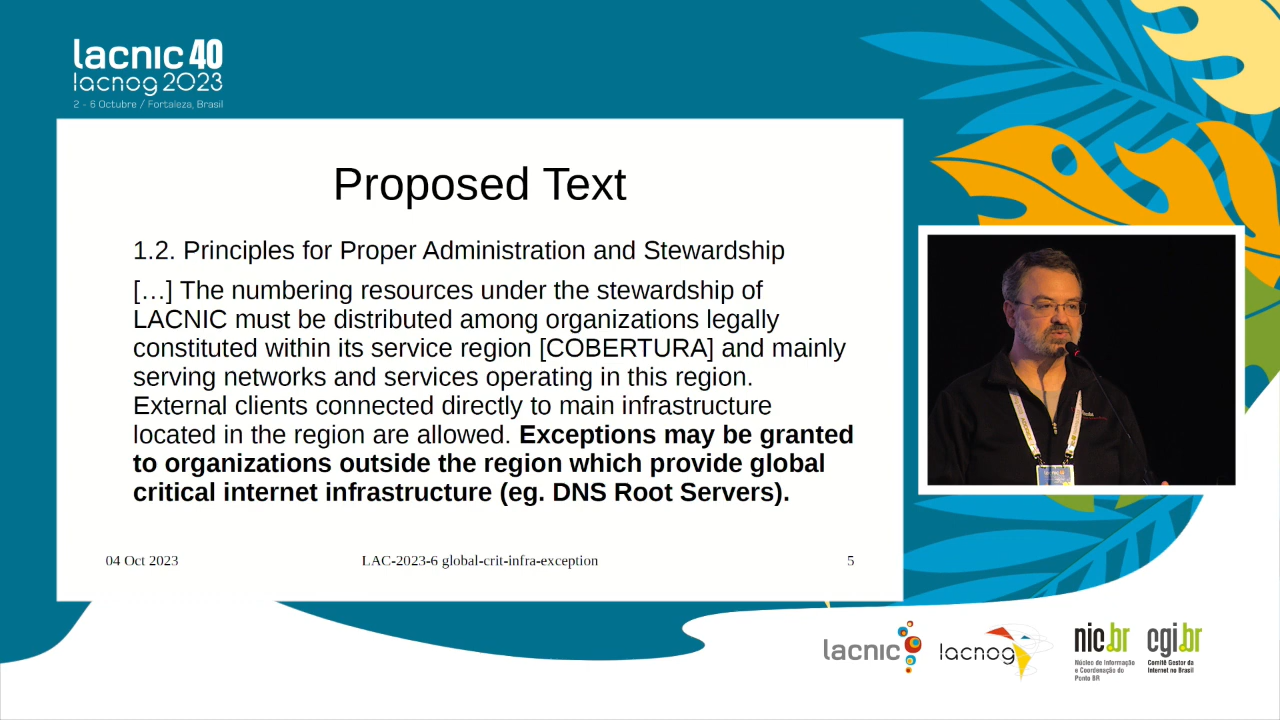 lacnic 40
lacnog 2023
2 - 6 Octubre / Fortaleza, Brasil
Proposed Text
1.2. Principles for Proper Administration and Stewardship
[…] The numbering resources under the stewardship of
LACNIC must be distributed among organizations legally
constituted within its service region [COBERTURA] and mainly
serving networks and services operating in this region.
External clients connected directly to main infrastructure
located in the region are allowed. Exceptions may be granted
to organizations outside the region which provide global
critical internet infrastructure (eg. DNS Root Servers).
04 Oct 2023
LAC-2023-6 global-crit-infra-exception
5
lacnic
lacnog
nic.br
Núcleo de Informação
e Coordenação do
Ponto BR
cgi.br
Comitê Gestor da
Internet no Brasil